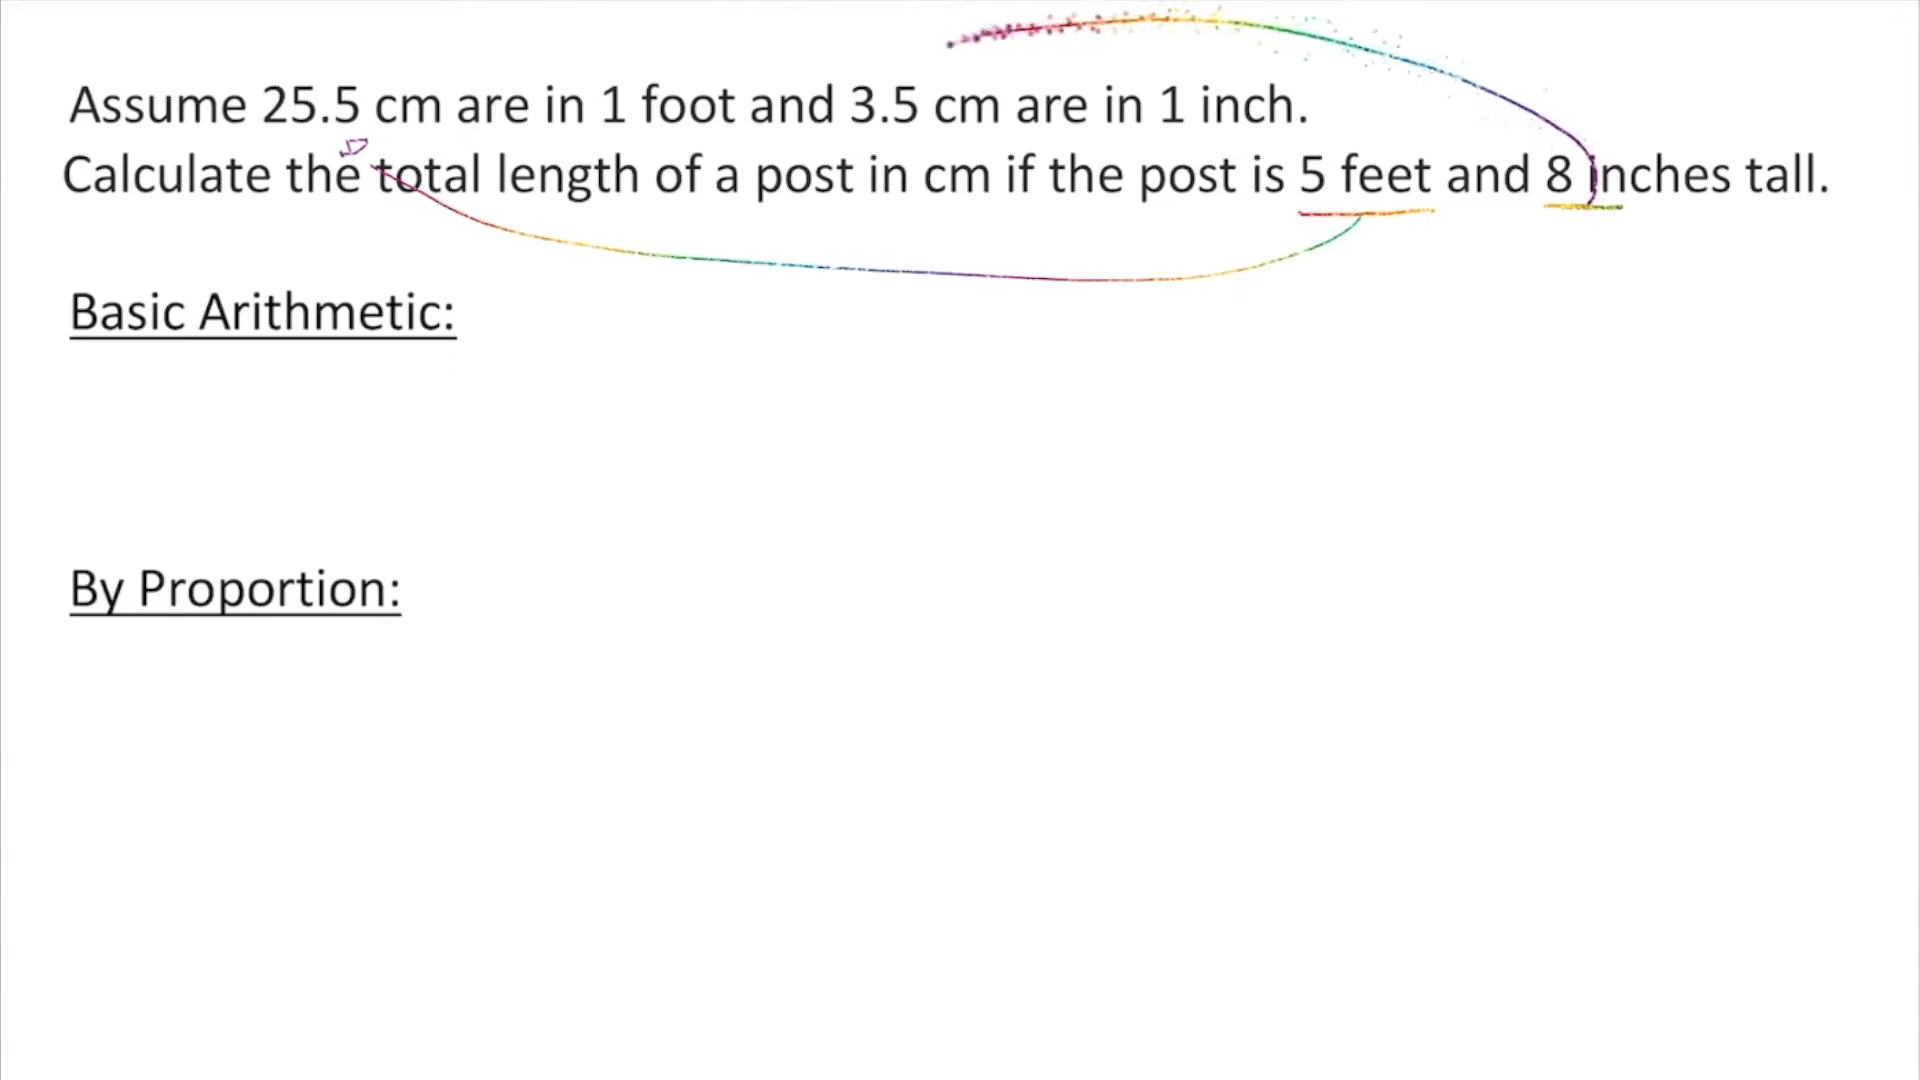 Assume 25.5 cm are in 1 foot and 3.5 cm are in 1 inch.
Calculate the total length of a post in cm if the post is 5 feet and 8 inches tall.
Basic Arithmetic:
By Proportion: